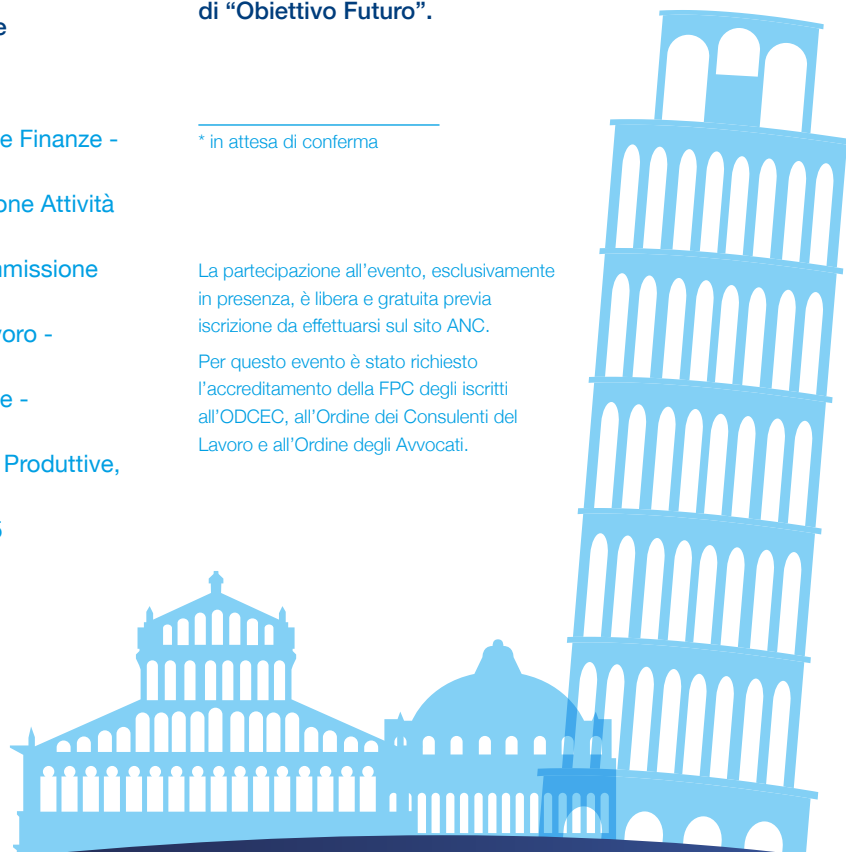 e
e Finanze -
one Attività
missione
oro -
e -
Produttive,
di “Obiettivo Futuro”.
* in attesa di conferma
La partecipazione all’evento, esclusivamente
in presenza, è libera e gratuita previa
iscrizione da effettuarsi sul sito ANC.
Per questo evento è stato richiesto
l’accreditamento della FPC degli iscritti
all’ODCEC, all’Ordine dei Consulenti del
Lavoro e all’Ordine degli Avvocati.